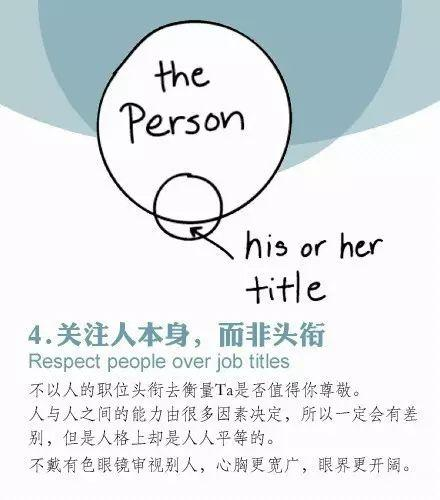 the
Person
his or her
title
4.关注人本身，而非头衔
Respect people over job titles
不以人的职位头衔去衡量Ta是否值得你尊敬。
人与人之间的能力由很多因素决定，所以一定会有差
别，但是人格上却是人人平等的。
不戴有色眼镜审视别人，心胸更宽广，眼界更开阔。